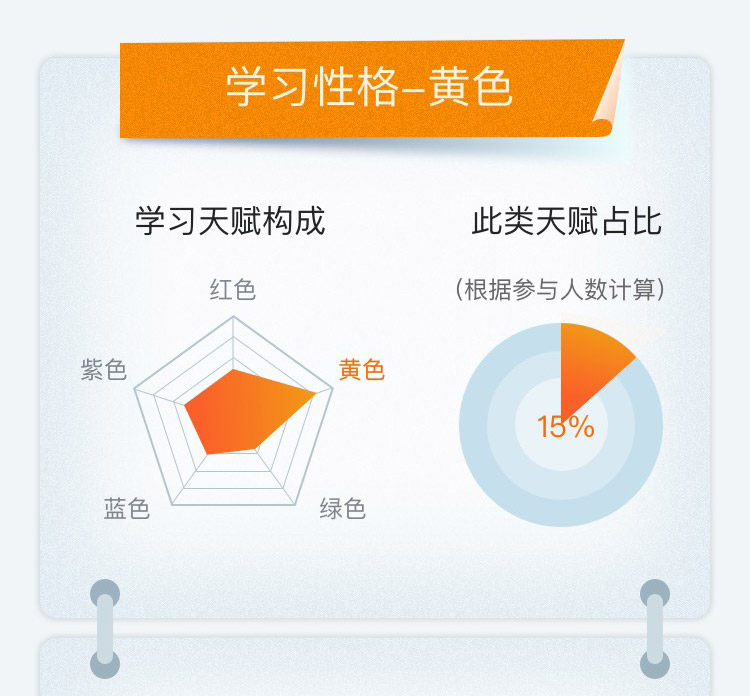 学习性格-黄色
学习天赋构成
此类天赋占比
(根据参与人数计算)
红色
紫色
黄色
15%
蓝色
绿色